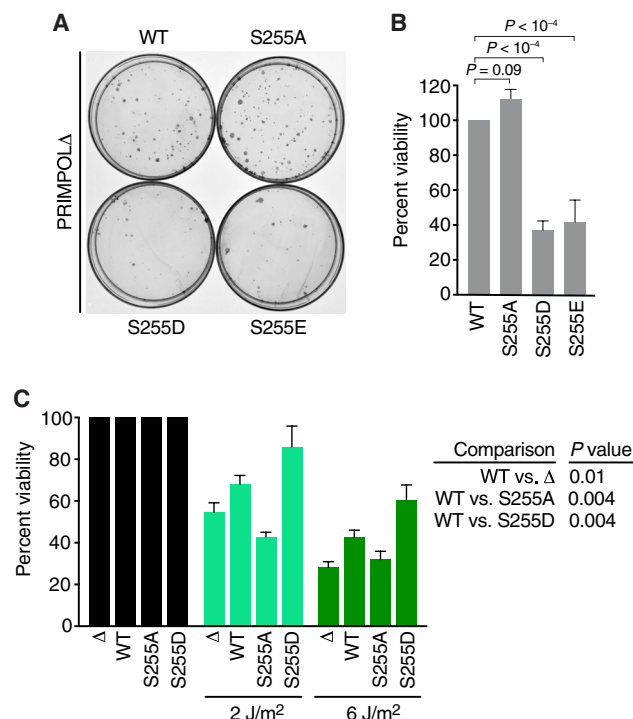 A
WT S255A
PRIMPOLΔ
S255D S255E
B
P < 10⁻⁴
P < 10⁻⁴
P = 0.09
120
100
80
60
40
20
0
Percent viability
WT S255A S255D S255E
C
100
80
60
40
20
0
Percent viability
Δ WT S255A S255D Δ WT S255A S255D Δ WT S255A S255D
2 J/m² 6 J/m²
Comparison P value
WT vs. Δ 0.01
WT vs. S255A 0.004
WT vs. S255D 0.004